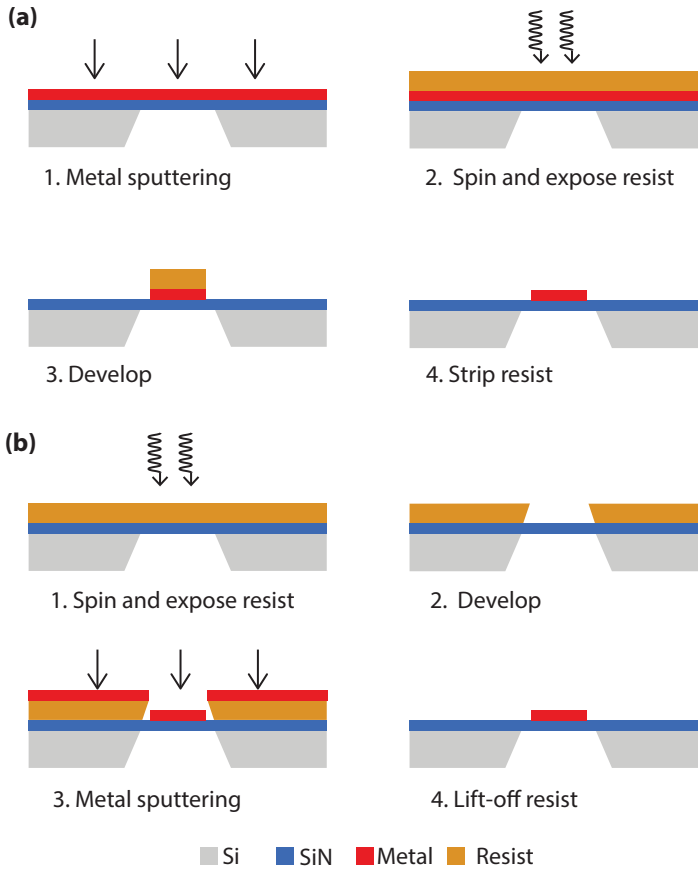 (a)
1. Metal sputtering
2. Spin and expose resist
3. Develop
4. Strip resist
(b)
1. Spin and expose resist
2. Develop
3. Metal sputtering
4. Lift-off resist
Si SiN Metal Resist